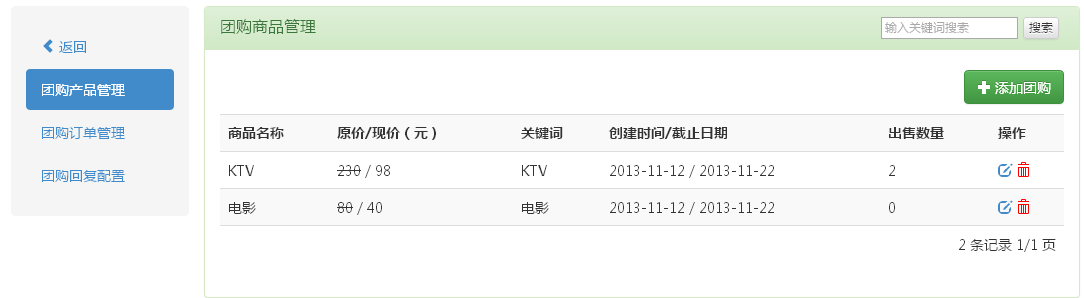 返回
团购产品管理
团购订单管理
团购回复配置
团购商品管理 输入关键词搜索 搜索
添加团购
商品名称 原价/现价（元） 关键词 创建时间/截止日期 出售数量 操作
KTV 230 / 98 KTV 2013-11-12 / 2013-11-22 2
电影 80 / 40 电影 2013-11-12 / 2013-11-22 0
2 条记录 1/1 页